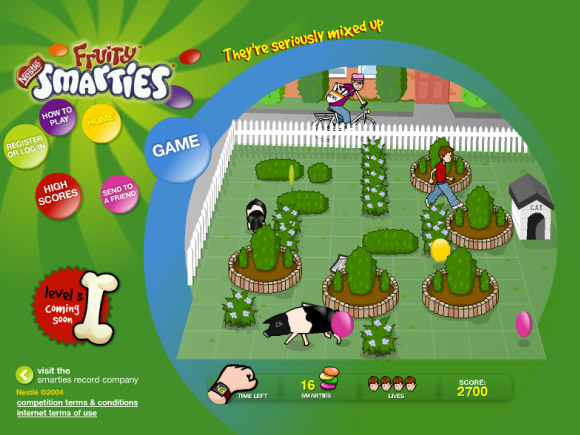 Nestlé
Fruity
SMARTIES
They're seriously mixed up
HOW TO
PLAY
HOME
REGISTER
OR LOG IN
GAME
HIGH
SCORES
SEND TO
A FRIEND
CAT
level 3
coming
soon
visit the
smarties record company
Nestlé ©2004
competition terms & conditions
internet terms of use
TIME LEFT
16
SMARTIES
LIVES
SCORE:
2700